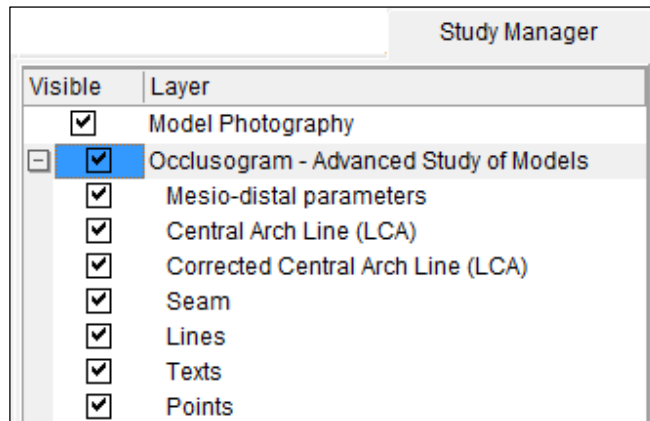 Study Manager
Visible Layer
Model Photography
Occlusogram - Advanced Study of Models
Mesio-distal parameters
Central Arch Line (LCA)
Corrected Central Arch Line (LCA)
Seam
Lines
Texts
Points